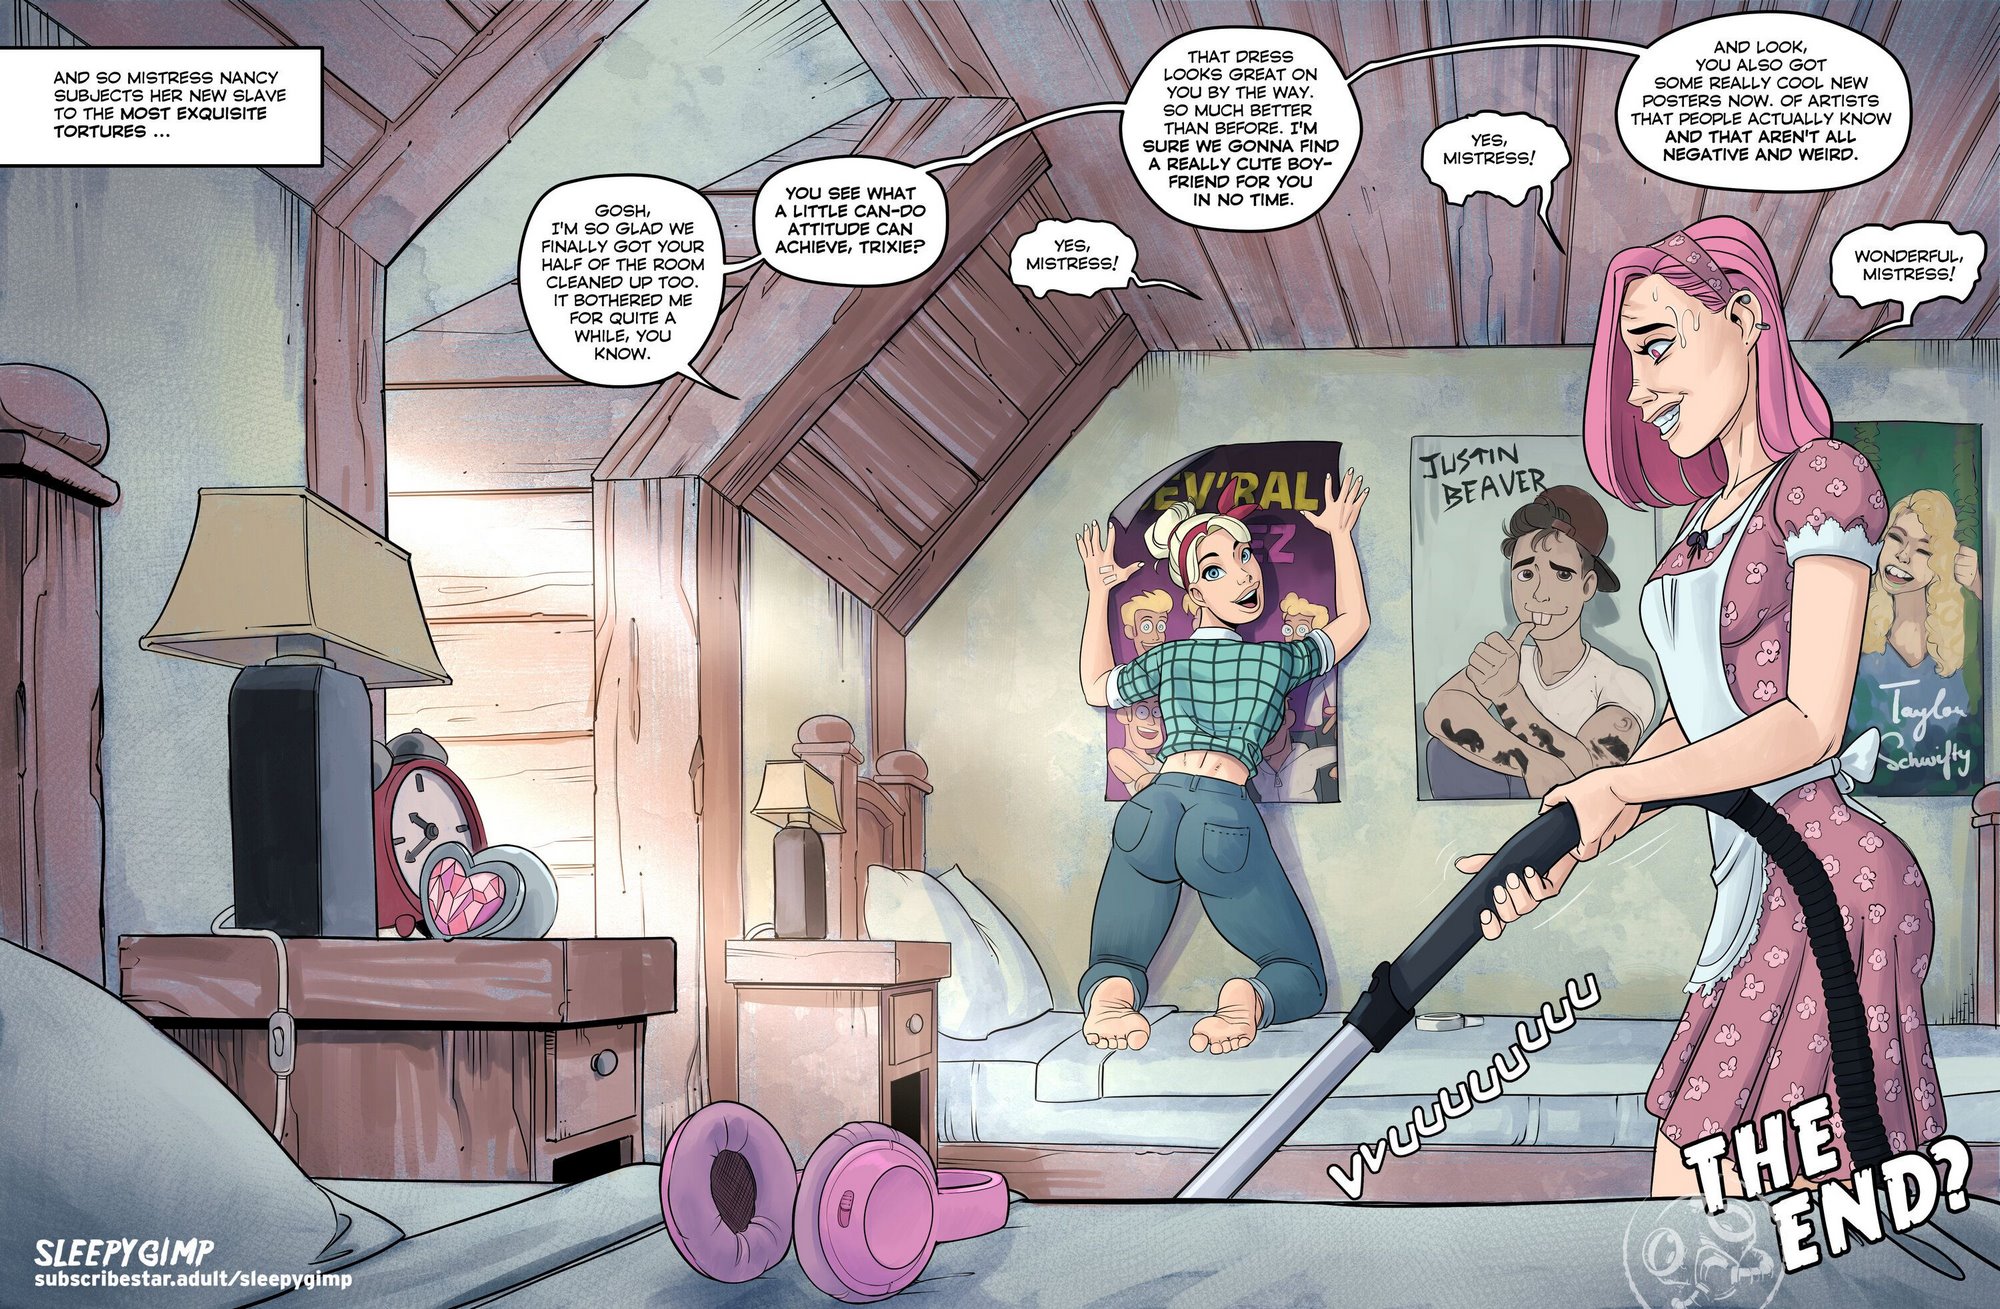 AND SO MISTRESS NANCY
SUBJECTS HER NEW SLAVE
TO THE MOST EXQUISITE
TORTURES ...
GOSH,
I'M SO GLAD WE
FINALLY GOT YOUR
HALF OF THE ROOM
CLEANED UP TOO.
IT BOTHERED ME
FOR QUITE A
WHILE, YOU
KNOW.
YOU SEE WHAT
A LITTLE CAN-DO
ATTITUDE CAN
ACHIEVE, TRIXIE?
YES,
MISTRESS!
THAT DRESS
LOOKS GREAT ON
YOU BY THE WAY.
SO MUCH BETTER
THAN BEFORE. I'M
SURE WE GONNA FIND
A REALLY CUTE BOY-
FRIEND FOR YOU
IN NO TIME.
YES,
MISTRESS!
AND LOOK,
YOU ALSO GOT
SOME REALLY COOL NEW
POSTERS NOW. OF ARTISTS
THAT PEOPLE ACTUALLY KNOW
AND THAT AREN'T ALL
NEGATIVE AND WEIRD.
WONDERFUL,
MISTRESS!
EV'RAL
EZ
JUSTIN
BEAVER
Taylor
Schwifty
VVUUUUUUUUU
THE
END?
SLEEPYGIMP
subscribestar.adult/sleepygimp